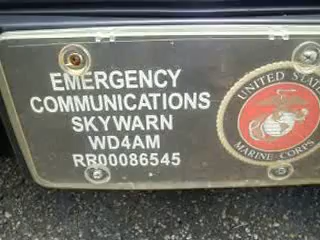 EMERGENCY
COMMUNICATIONS
SKYWARN
WD4AM
RR00086545
UNITED STATES
MARINE CORPS